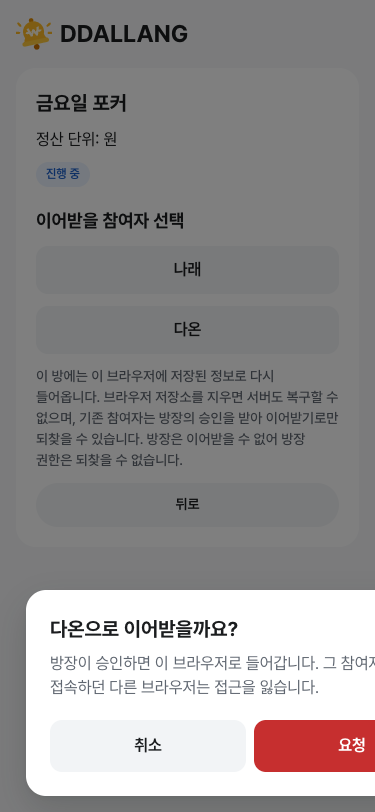 DDALLANG
금요일 포커
정산 단위: 원
진행 중
이어받을 참여자 선택
나래
다온
이 방에는 이 브라우저에 저장된 정보로 다시
들어옵니다. 브라우저 저장소를 지우면 서버도 복구할 수
없으며, 기존 참여자는 방장의 승인을 받아 이어받기로만
되찾을 수 있습니다. 방장은 이어받을 수 없어 방장
권한은 되찾을 수 없습니다.
뒤로
다온으로 이어받을까요?
방장이 승인하면 이 브라우저로 들어갑니다. 그
접속하던 다른 브라우저는 접근을 잃습니다.
취소
요청